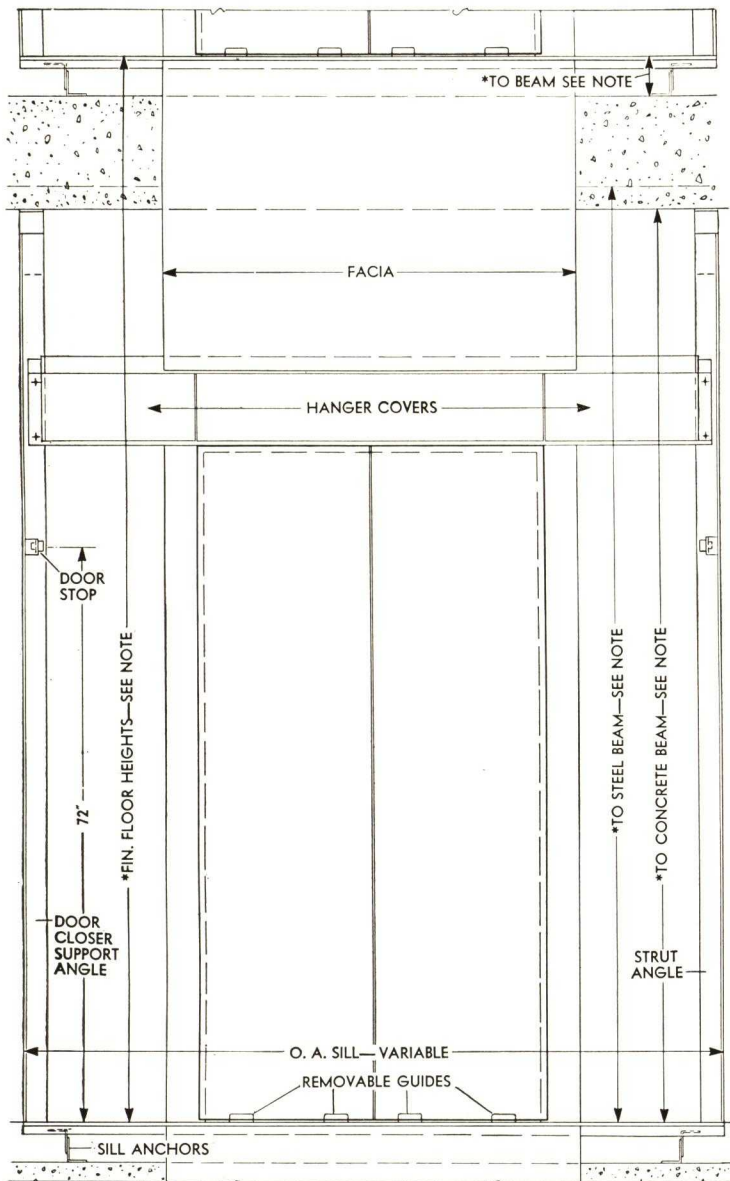 *TO BEAM SEE NOTE
FACIA
HANGER COVERS
DOOR
STOP
72"
*FIN. FLOOR HEIGHTS—SEE NOTE
*TO STEEL BEAM—SEE NOTE
*TO CONCRETE BEAM—SEE NOTE
DOOR
CLOSER
SUPPORT
ANGLE
STRUT
ANGLE
O. A. SILL—VARIABLE
REMOVABLE GUIDES
SILL ANCHORS